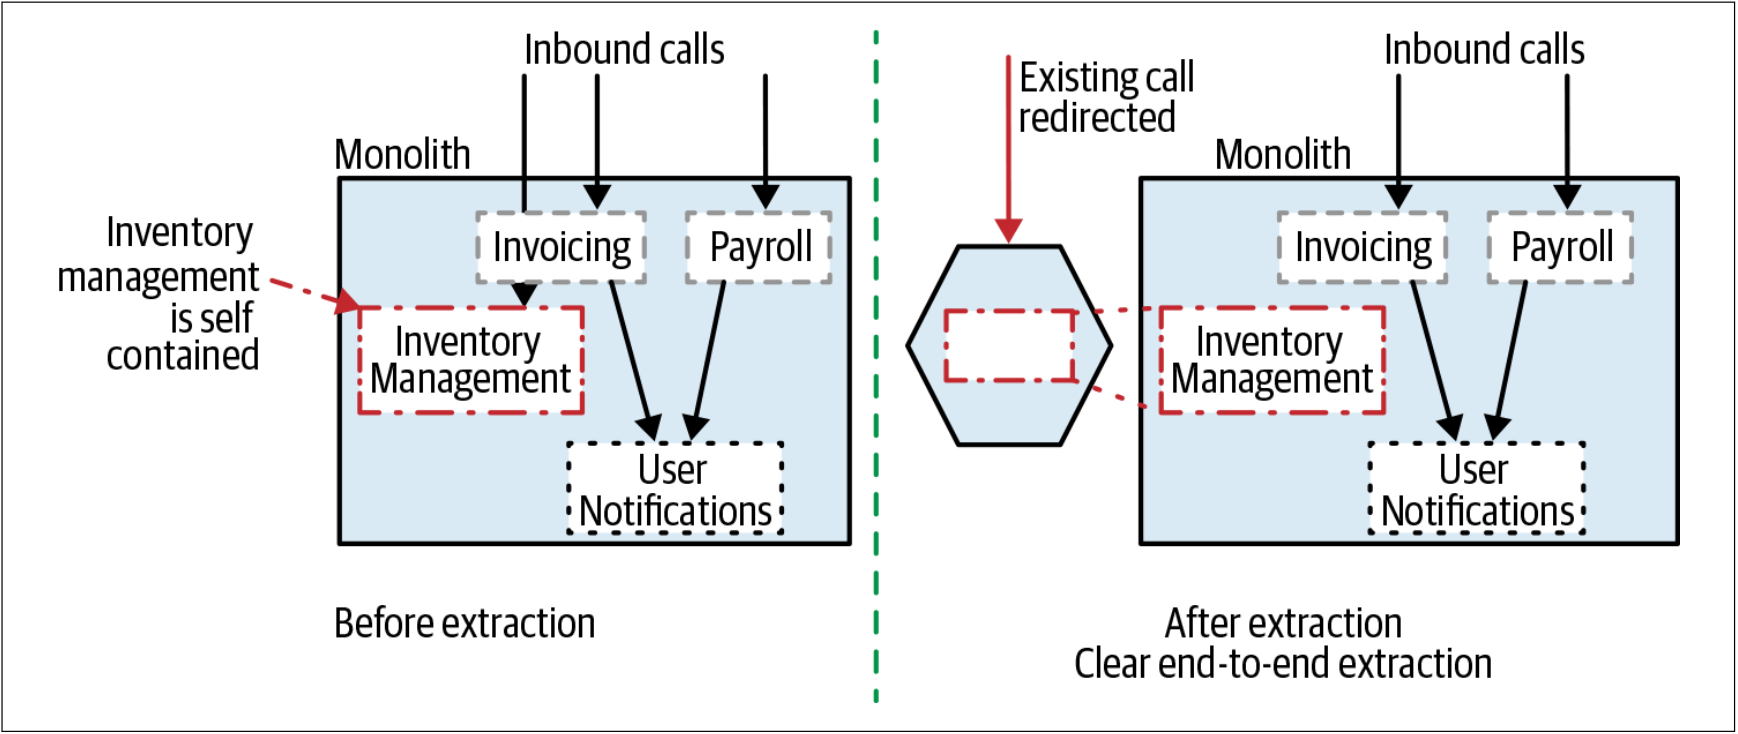 Inbound calls
Monolith
Inventory
management
is self
contained
Invoicing
Payroll
Inventory
Management
User
Notifications
Before extraction
Existing call
redirected
Inbound calls
Monolith
Invoicing
Payroll
Inventory
Management
User
Notifications
After extraction
Clear end-to-end extraction